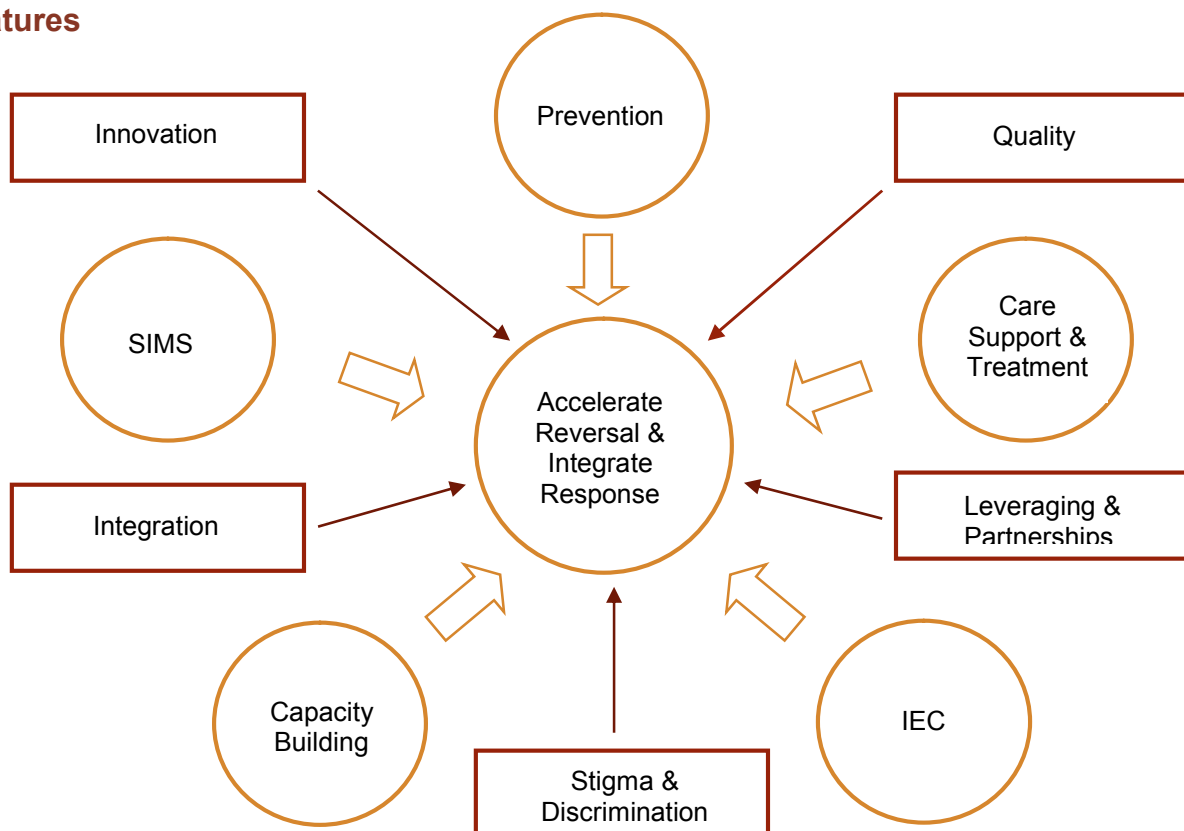 atures
Prevention
Innovation
Quality
SIMS
Care
Support &
Treatment
Accelerate
Reversal &
Integrate
Response
Integration
Leveraging &
Partnerships
Capacity
Building
IEC
Stigma &
Discrimination